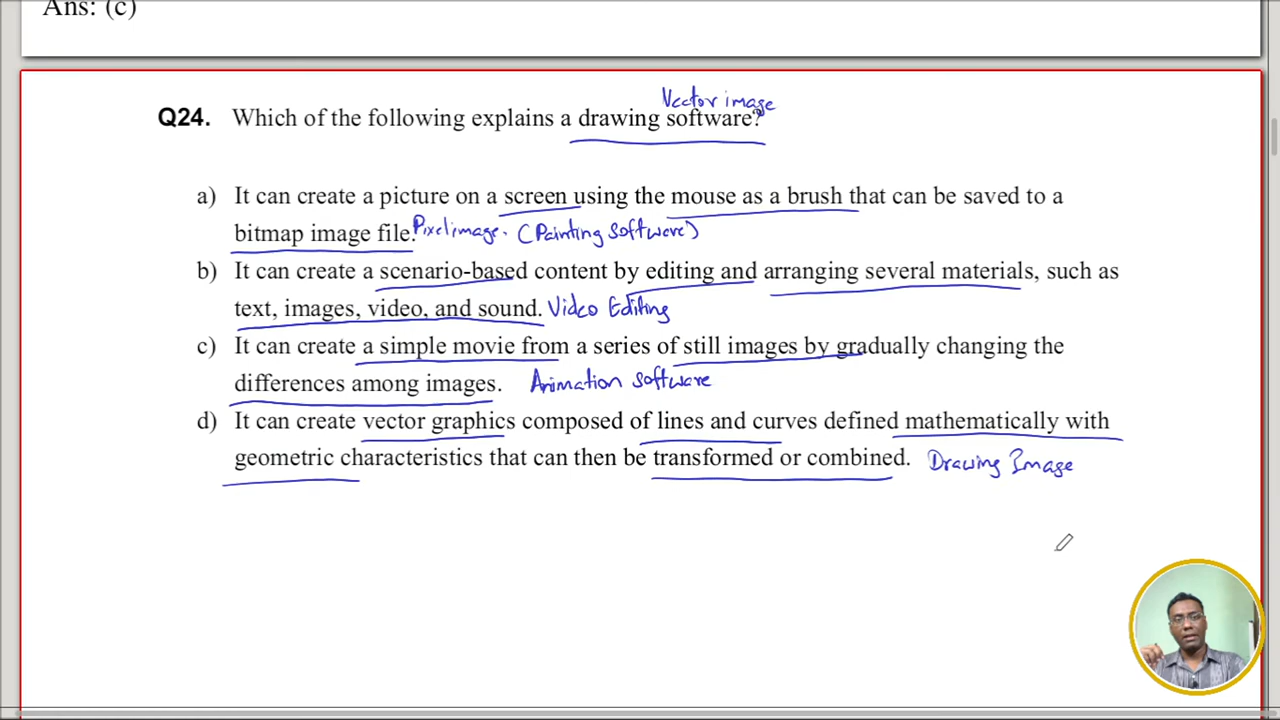 Ans: (c)
Vector image
Q24. Which of the following explains a drawing software?
a) It can create a picture on a screen using the mouse as a brush that can be saved to a
bitmap image file. Pixel image. (Painting Software)
b) It can create a scenario-based content by editing and arranging several materials, such as
text, images, video, and sound. Video Editing
c) It can create a simple movie from a series of still images by gradually changing the
differences among images. Animation Software
d) It can create vector graphics composed of lines and curves defined mathematically with
geometric characteristics that can then be transformed or combined. Drawing Image